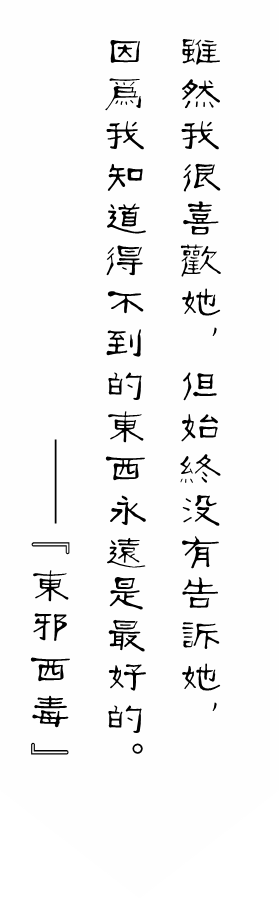 雖然我很喜歡她，但始終没有告訴她，
因爲我知道得不到的東西永遠是最好的。
——『東邪西毒』